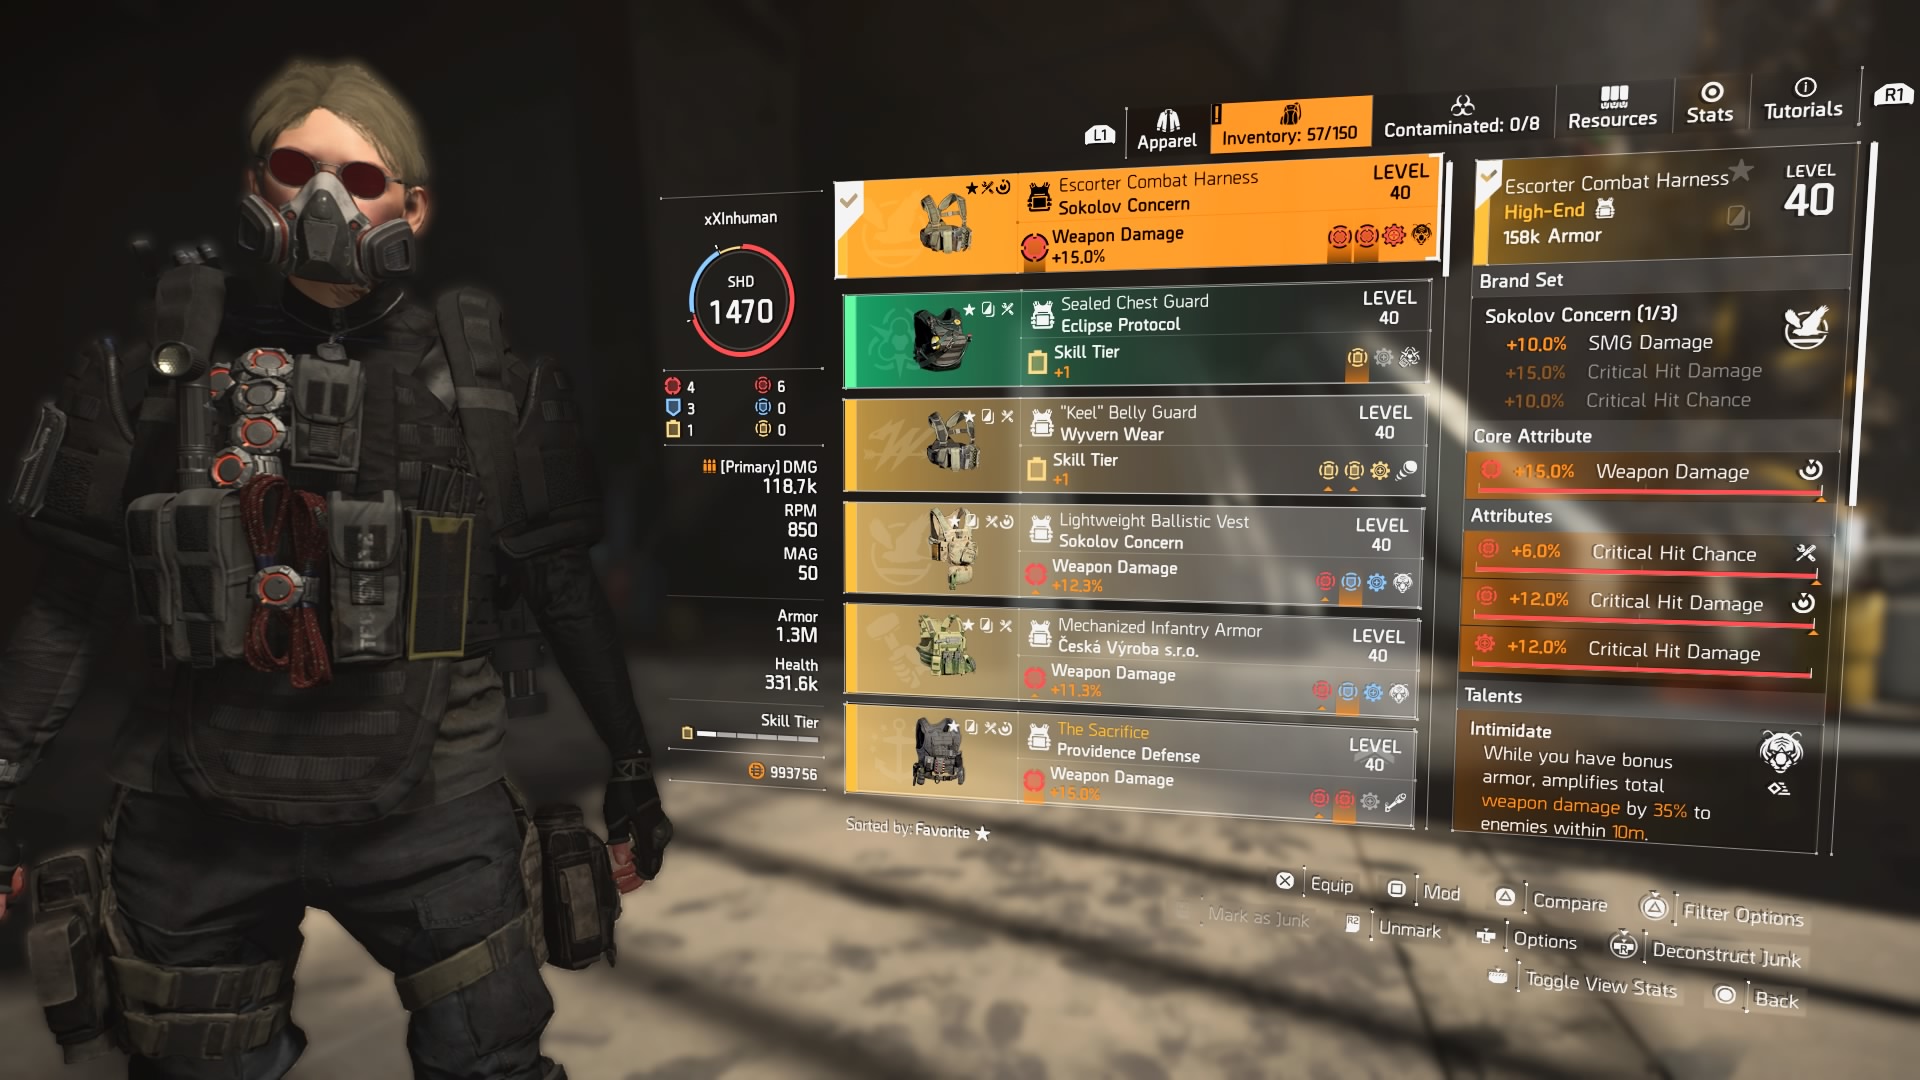 L1
Apparel
Inventory: 57/150
Contaminated: 0/8
Resources
Stats
Tutorials
R1
xXInhuman
SHD
1470
4
6
3
0
1
0
[Primary] DMG
118.7k
RPM
850
MAG
50
Armor
1.3M
Health
331.6k
Skill Tier
993756
Escorter Combat Harness
Sokolov Concern
LEVEL
40
Weapon Damage
+15.0%
Sealed Chest Guard
Eclipse Protocol
LEVEL
40
Skill Tier
+1
"Keel" Belly Guard
Wyvern Wear
LEVEL
40
Skill Tier
+1
Lightweight Ballistic Vest
Sokolov Concern
LEVEL
40
Weapon Damage
+12.3%
Mechanized Infantry Armor
Česká Výroba s.r.o.
LEVEL
40
Weapon Damage
+11.3%
The Sacrifice
Providence Defense
LEVEL
40
Weapon Damage
+15.0%
Sorted by: Favorite
Escorter Combat Harness
High-End
158k Armor
LEVEL
40
Brand Set
Sokolov Concern (1/3)
+10.0% SMG Damage
+15.0% Critical Hit Damage
+10.0% Critical Hit Chance
Core Attribute
+15.0% Weapon Damage
Attributes
+6.0% Critical Hit Chance
+12.0% Critical Hit Damage
+12.0% Critical Hit Damage
Talents
Intimidate
While you have bonus
armor, amplifies total
weapon damage by 35% to
enemies within 10m.
Equip
Mod
Compare
Filter Options
Mark as Junk
R2
Unmark
Options
R
Deconstruct Junk
Toggle View Stats
Back